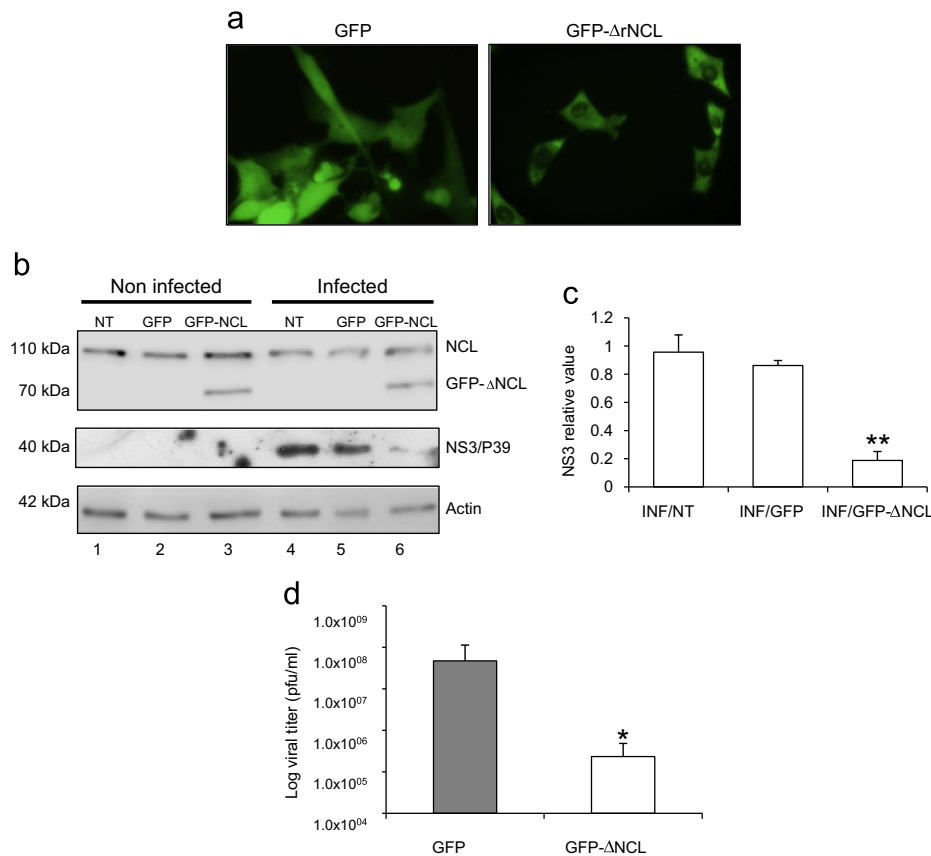 a
GFP
GFP-ΔrNCL
b
Non infected
Infected
NT GFP GFP-NCL NT GFP GFP-NCL
110 kDa
NCL
70 kDa
GFP-ΔNCL
40 kDa
NS3/P39
42 kDa
Actin
1 2 3 4 5 6
c
NS3 relative value
1.2
1
0.8
0.6
0.4
0.2
0
**
INF/NT INF/GFP INF/GFP-ΔNCL
d
Log viral titer (pfu/ml)
1.0x10⁰⁹
1.0x10⁰⁸
1.0x10⁰⁷
1.0x10⁰⁶
1.0x10⁰⁵
1.0x10⁰⁴
*
GFP GFP-ΔNCL